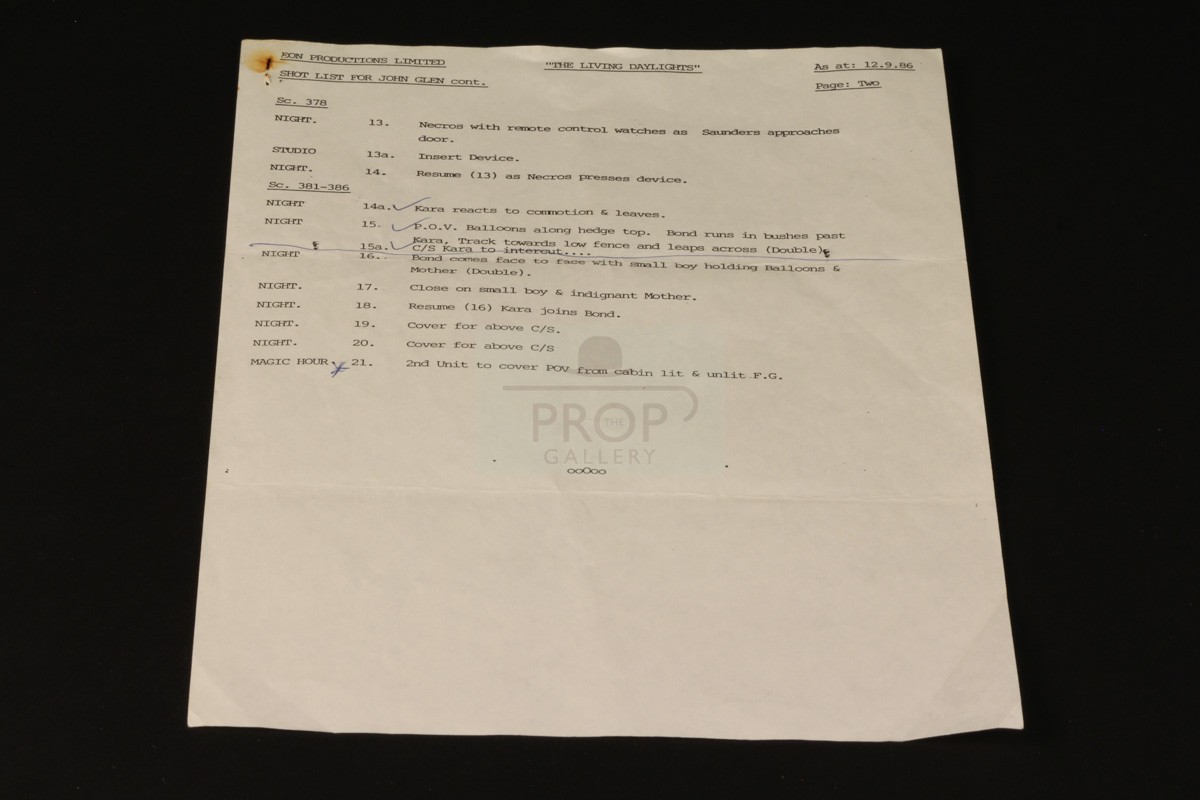 EON PRODUCTIONS LIMITED "THE LIVING DAYLIGHTS" As at: 12.9.86
SHOT LIST FOR JOHN GLEN cont. Page: Two
Sc. 378
NIGHT. 13. Necros with remote control watches as Saunders approaches
door.
STUDIO 13a. Insert Device.
NIGHT. 14. Resume (13) as Necros presses device.
Sc. 381-386
NIGHT 14a. Kara reacts to commotion & leaves.
NIGHT 15. P.O.V. Balloons along hedge top. Bond runs in bushes past
Kara, Track towards low fence and leaps across (Double)
15a. C/S Kara to intercut....
NIGHT 16. Bond comes face to face with small boy holding Balloons &
Mother (Double).
NIGHT. 17. Close on small boy & indignant Mother.
NIGHT. 18. Resume (16) Kara joins Bond.
NIGHT. 19. Cover for above C/S.
NIGHT. 20. Cover for above C/S
MAGIC HOUR 21. 2nd Unit to cover POV from cabin lit & unlit F.G.
THE
PROP
GALLERY
ooOoo